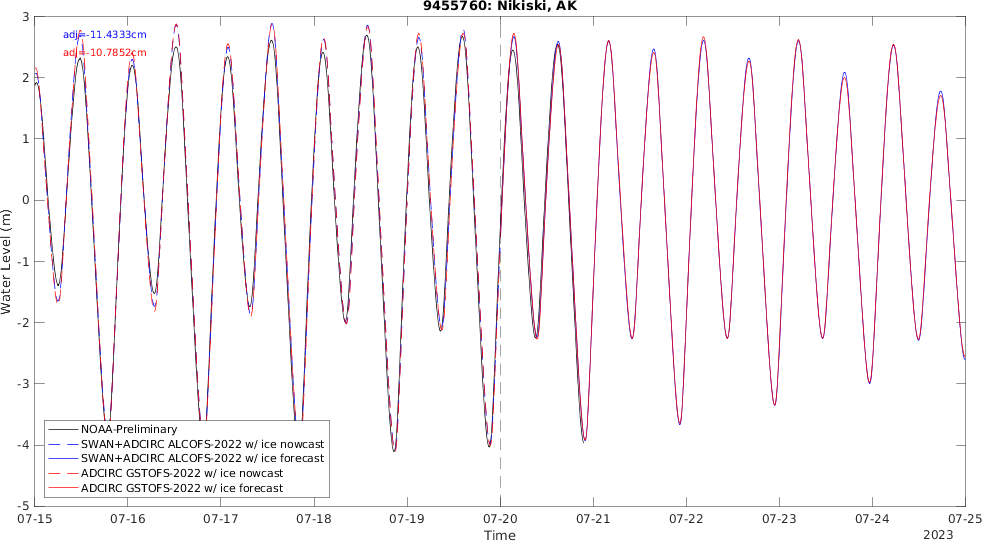 9455760: Nikiski, AK
3
adj=-11.4333cm
adj=-10.7852cm
2
1
0
-1
-2
-3
-4
-5
Water Level (m)
NOAA-Preliminary
SWAN+ADCIRC ALCOFS-2022 w/ ice nowcast
SWAN+ADCIRC ALCOFS-2022 w/ ice forecast
ADCIRC GSTOFS-2022 w/ ice nowcast
ADCIRC GSTOFS-2022 w/ ice forecast
07-15 07-16 07-17 07-18 07-19 07-20 07-21 07-22 07-23 07-24 07-25
Time
2023